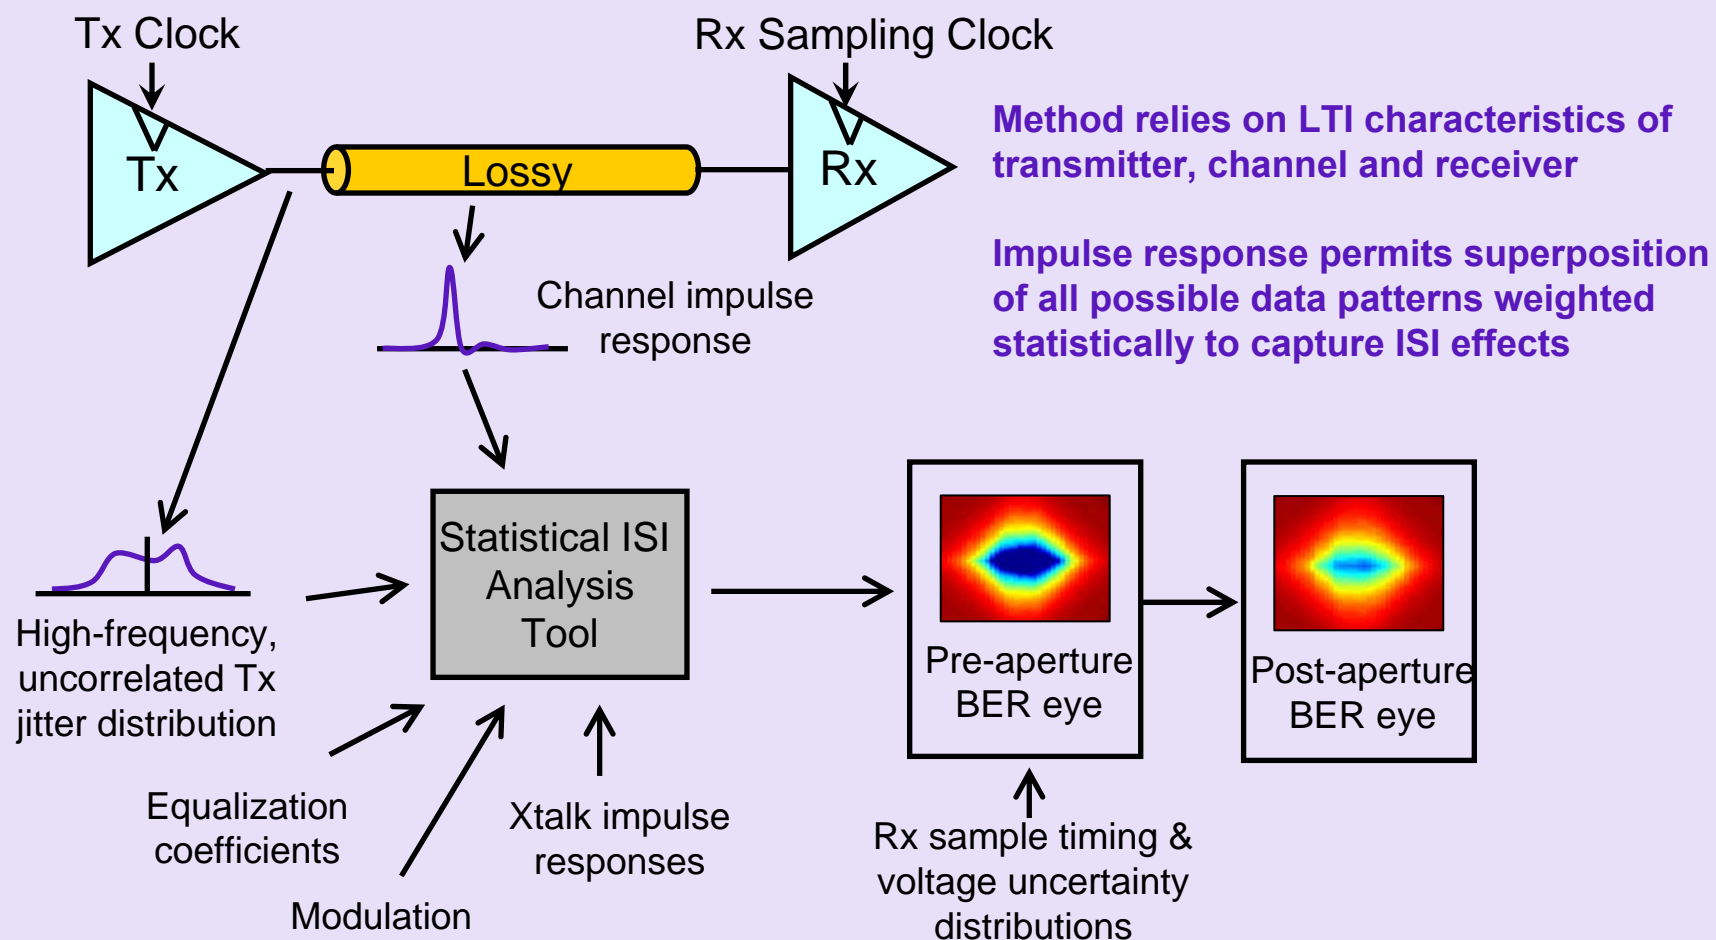 Tx Clock
Rx Sampling Clock
Tx
Lossy
Rx
Method relies on LTI characteristics of
transmitter, channel and receiver
Impulse response permits superposition
of all possible data patterns weighted
statistically to capture ISI effects
Channel impulse
response
Statistical ISI
Analysis
Tool
High-frequency,
uncorrelated Tx
jitter distribution
Pre-aperture
BER eye
Post-aperture
BER eye
Equalization
coefficients
Modulation
Xtalk impulse
responses
Rx sample timing &
voltage uncertainty
distributions